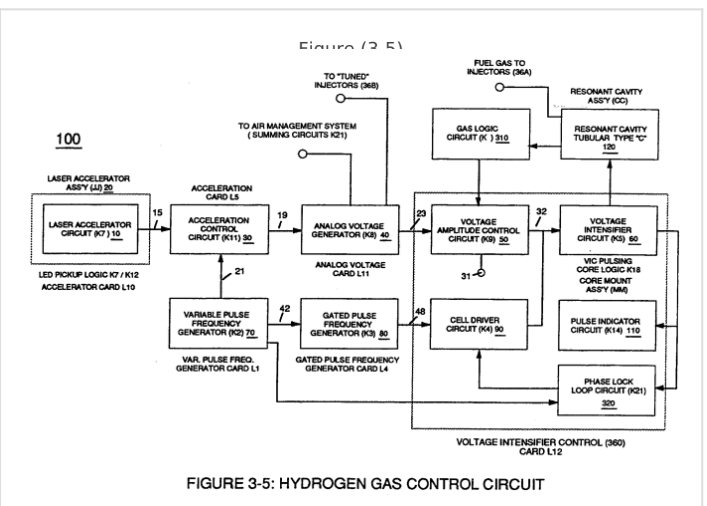 Figure (3-5)
FUEL GAS TO
INJECTORS (36A)
TO "TUNED"
INJECTORS (36B)
RESONANT CAVITY
ASS'Y (CC)
TO AIR MANAGEMENT SYSTEM
( SUMMING CIRCUITS K21)
GAS LOGIC
CIRCUIT (K ) 310
RESONANT CAVITY
TUBULAR TYPE "C"
120
100
LASER ACCELERATOR
ASS'Y (JJ) 20
ACCELERATION
CARD L5
LASER ACCELERATOR
CIRCUIT (K7) 10
15
ACCELERATION
CONTROL
CIRCUIT (K11) 30
19
ANALOG VOLTAGE
GENERATOR (K8) 40
23
VOLTAGE
AMPLITUDE CONTROL
CIRCUIT (K9) 50
32
VOLTAGE
INTENSIFIER
CIRCUIT (K5) 60
LED PICKUP LOGIC K7 / K12
ACCELERATOR CARD L10
21
ANALOG VOLTAGE
CARD L11
31
VIC PULSING
CORE LOGIC K18
CORE MOUNT
ASS'Y (MM)
VARIABLE PULSE
FREQUENCY
GENERATOR (K2) 70
42
GATED PULSE
FREQUENCY
GENERATOR (K3) 80
48
CELL DRIVER
CIRCUIT (K4) 90
PULSE INDICATOR
CIRCUIT (K14) 110
VAR. PULSE FREQ.
GENERATOR CARD L1
GATED PULSE FREQUENCY
GENERATOR CARD L4
PHASE LOCK
LOOP CIRCUIT (K21)
320
VOLTAGE INTENSIFIER CONTROL (360)
CARD L12
FIGURE 3-5: HYDROGEN GAS CONTROL CIRCUIT